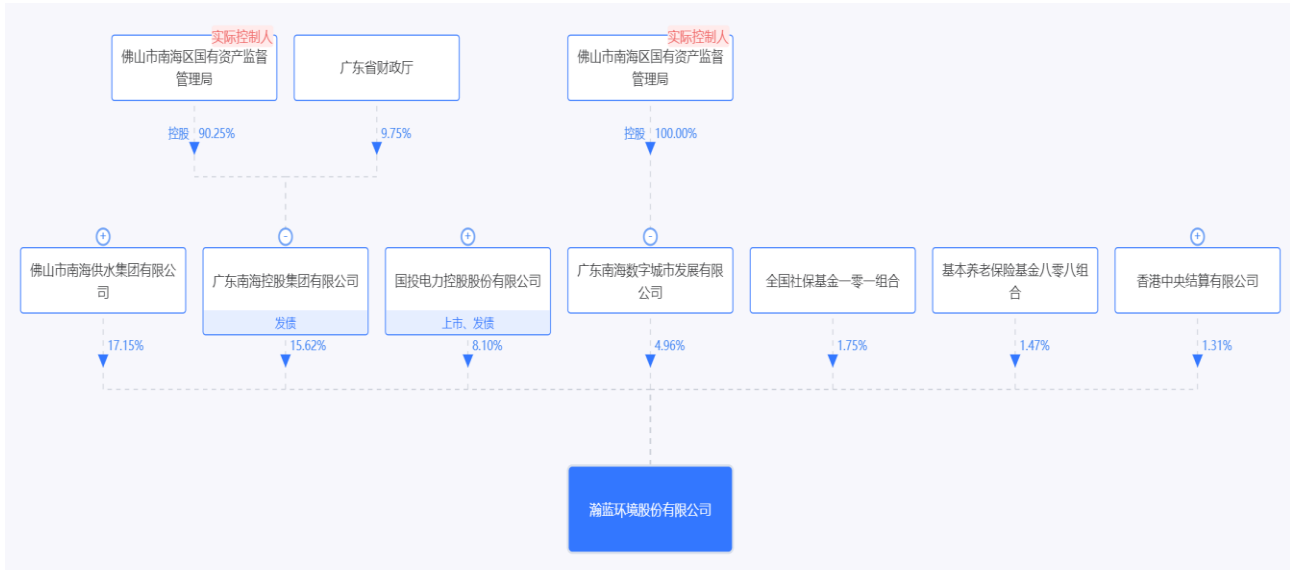 实际控制人
佛山市南海区国有资产监督
管理局
广东省财政厅
实际控制人
佛山市南海区国有资产监督
管理局
控股 90.25%
9.75%
控股 100.00%
佛山市南海供水集团有限公
司
广东南海控股集团有限公司
发债
国投电力控股股份有限公司
上市、发债
广东南海数字城市发展有限
公司
全国社保基金一零一组合
基本养老保险基金八零八组
合
香港中央结算有限公司
17.15%
15.62%
8.10%
4.96%
1.75%
1.47%
1.31%
瀚蓝环境股份有限公司